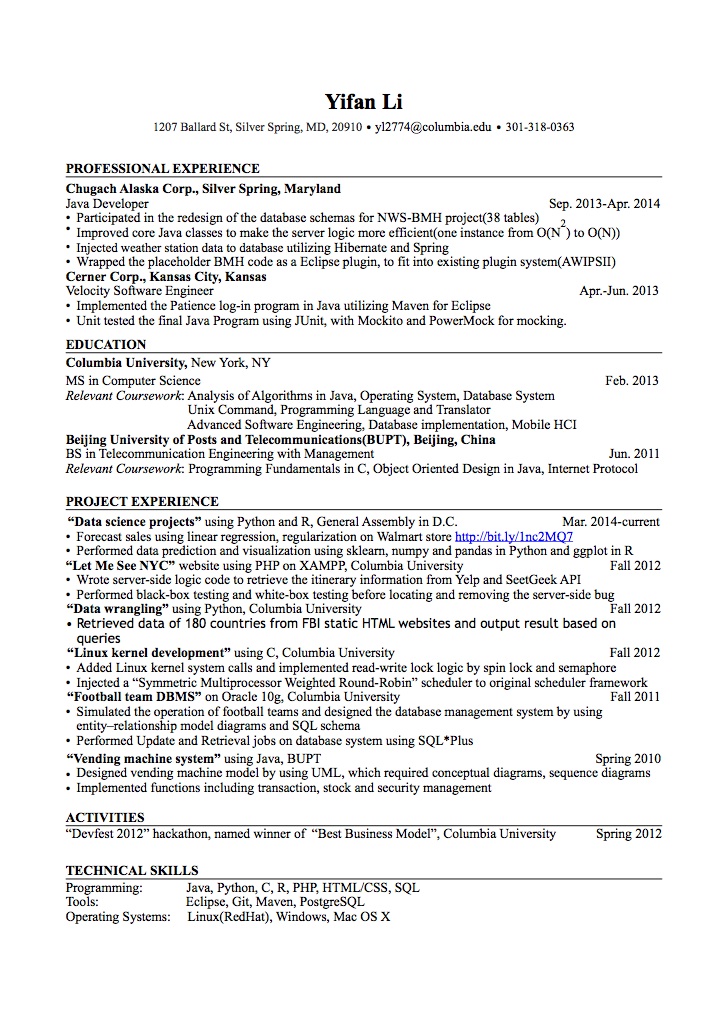 Yifan Li
1207 Ballard St, Silver Spring, MD, 20910 • yl2774@columbia.edu • 301-318-0363
PROFESSIONAL EXPERIENCE
Chugach Alaska Corp., Silver Spring, Maryland
Java Developer Sep. 2013-Apr. 2014
• Participated in the redesign of the database schemas for NWS-BMH project(38 tables)
• Improved core Java classes to make the server logic more efficient(one instance from O(N²) to O(N))
• Injected weather station data to database utilizing Hibernate and Spring
• Wrapped the placeholder BMH code as a Eclipse plugin, to fit into existing plugin system(AWIPSII)
Cerner Corp., Kansas City, Kansas
Velocity Software Engineer Apr.-Jun. 2013
• Implemented the Patience log-in program in Java utilizing Maven for Eclipse
• Unit tested the final Java Program using JUnit, with Mockito and PowerMock for mocking.
EDUCATION
Columbia University, New York, NY
MS in Computer Science Feb. 2013
Relevant Coursework: Analysis of Algorithms in Java, Operating System, Database System
Unix Command, Programming Language and Translator
Advanced Software Engineering, Database implementation, Mobile HCI
Beijing University of Posts and Telecommunications(BUPT), Beijing, China
BS in Telecommunication Engineering with Management Jun. 2011
Relevant Coursework: Programming Fundamentals in C, Object Oriented Design in Java, Internet Protocol
PROJECT EXPERIENCE
“Data science projects” using Python and R, General Assembly in D.C. Mar. 2014-current
• Forecast sales using linear regression, regularization on Walmart store http://bit.ly/1nc2MQ7
• Performed data prediction and visualization using sklearn, numpy and pandas in Python and ggplot in R
“Let Me See NYC” website using PHP on XAMPP, Columbia University Fall 2012
• Wrote server-side logic code to retrieve the itinerary information from Yelp and SeetGeek API
• Performed black-box testing and white-box testing before locating and removing the server-side bug
“Data wrangling” using Python, Columbia University Fall 2012
• Retrieved data of 180 countries from FBI static HTML websites and output result based on
queries
“Linux kernel development” using C, Columbia University Fall 2012
• Added Linux kernel system calls and implemented read-write lock logic by spin lock and semaphore
• Injected a “Symmetric Multiprocessor Weighted Round-Robin” scheduler to original scheduler framework
“Football team DBMS” on Oracle 10g, Columbia University Fall 2011
• Simulated the operation of football teams and designed the database management system by using
entity–relationship model diagrams and SQL schema
• Performed Update and Retrieval jobs on database system using SQL*Plus
“Vending machine system” using Java, BUPT Spring 2010
• Designed vending machine model by using UML, which required conceptual diagrams, sequence diagrams
• Implemented functions including transaction, stock and security management
ACTIVITIES
“Devfest 2012” hackathon, named winner of “Best Business Model”, Columbia University Spring 2012
TECHNICAL SKILLS
Programming: Java, Python, C, R, PHP, HTML/CSS, SQL
Tools: Eclipse, Git, Maven, PostgreSQL
Operating Systems: Linux(RedHat), Windows, Mac OS X